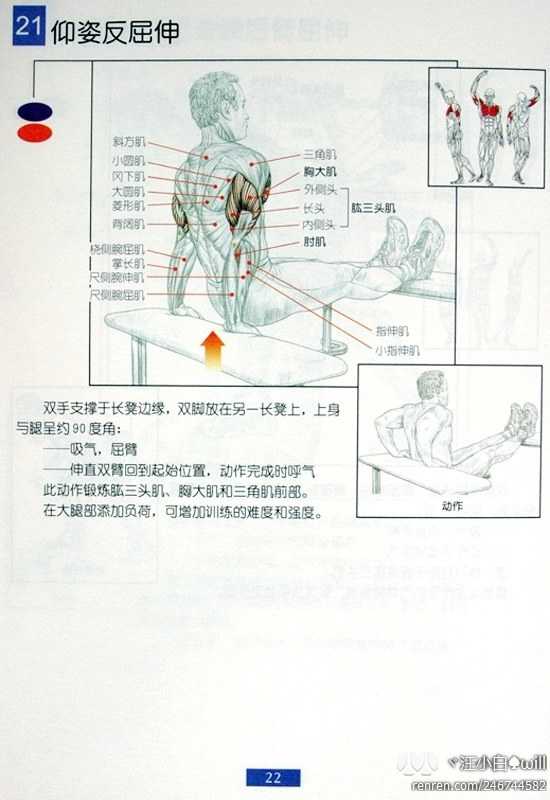 21 仰姿反屈伸
斜方肌
小圆肌
冈下肌
大圆肌
菱形肌
背阔肌
桡侧腕屈肌
掌长肌
尺侧腕伸肌
尺侧腕屈肌
三角肌
胸大肌
外侧头
长头
内侧头
肱三头肌
肘肌
指伸肌
小指伸肌
双手支撑于长凳边缘，双脚放在另一长凳上，上身
与腿呈约90度角：
——吸气，屈臂
——伸直双臂回到起始位置，动作完成时呼气
此动作锻炼肱三头肌、胸大肌和三角肌前部。
在大腿部添加负荷，可增加训练的难度和强度。
动作
22
汪小白♠will
renren.com/246744582